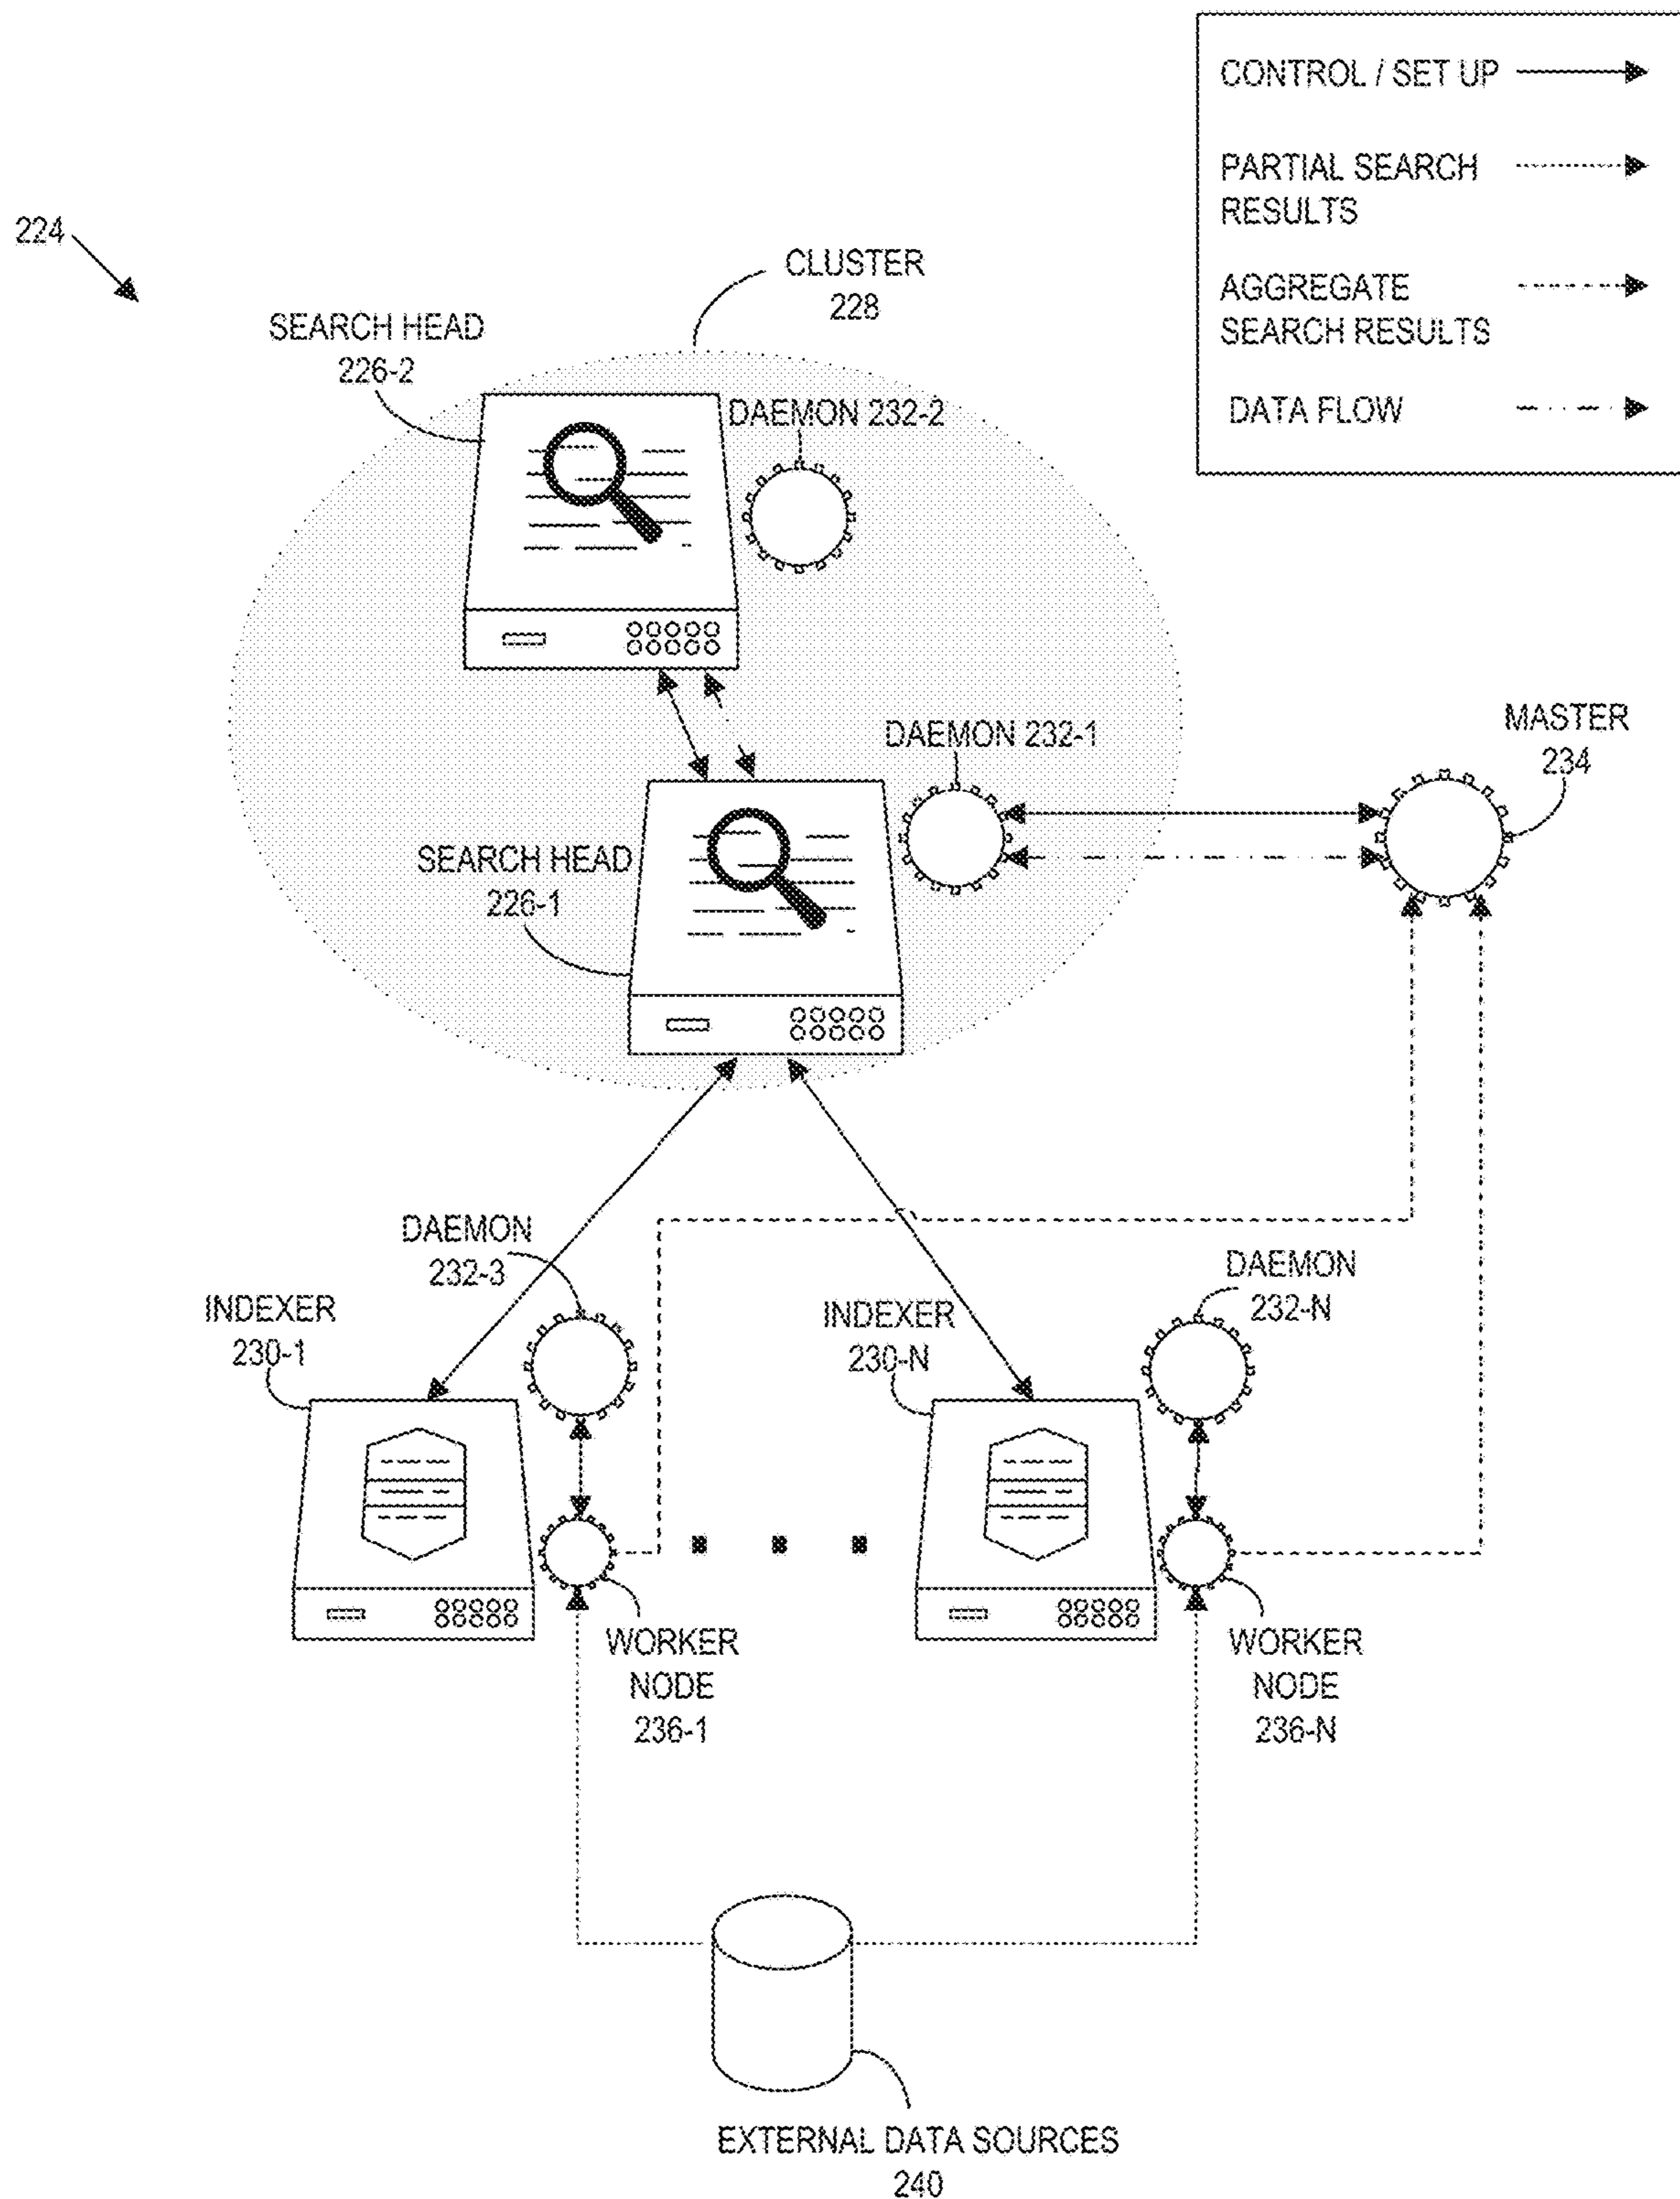 CONTROL / SET UP
PARTIAL SEARCH
RESULTS
AGGREGATE
SEARCH RESULTS
DATA FLOW
224
CLUSTER
228
SEARCH HEAD
226-2
DAEMON 232-2
DAEMON 232-1
MASTER
234
SEARCH HEAD
226-1
DAEMON
232-3
INDEXER
230-1
INDEXER
230-N
DAEMON
232-N
WORKER
NODE
236-1
WORKER
NODE
236-N
EXTERNAL DATA SOURCES
240